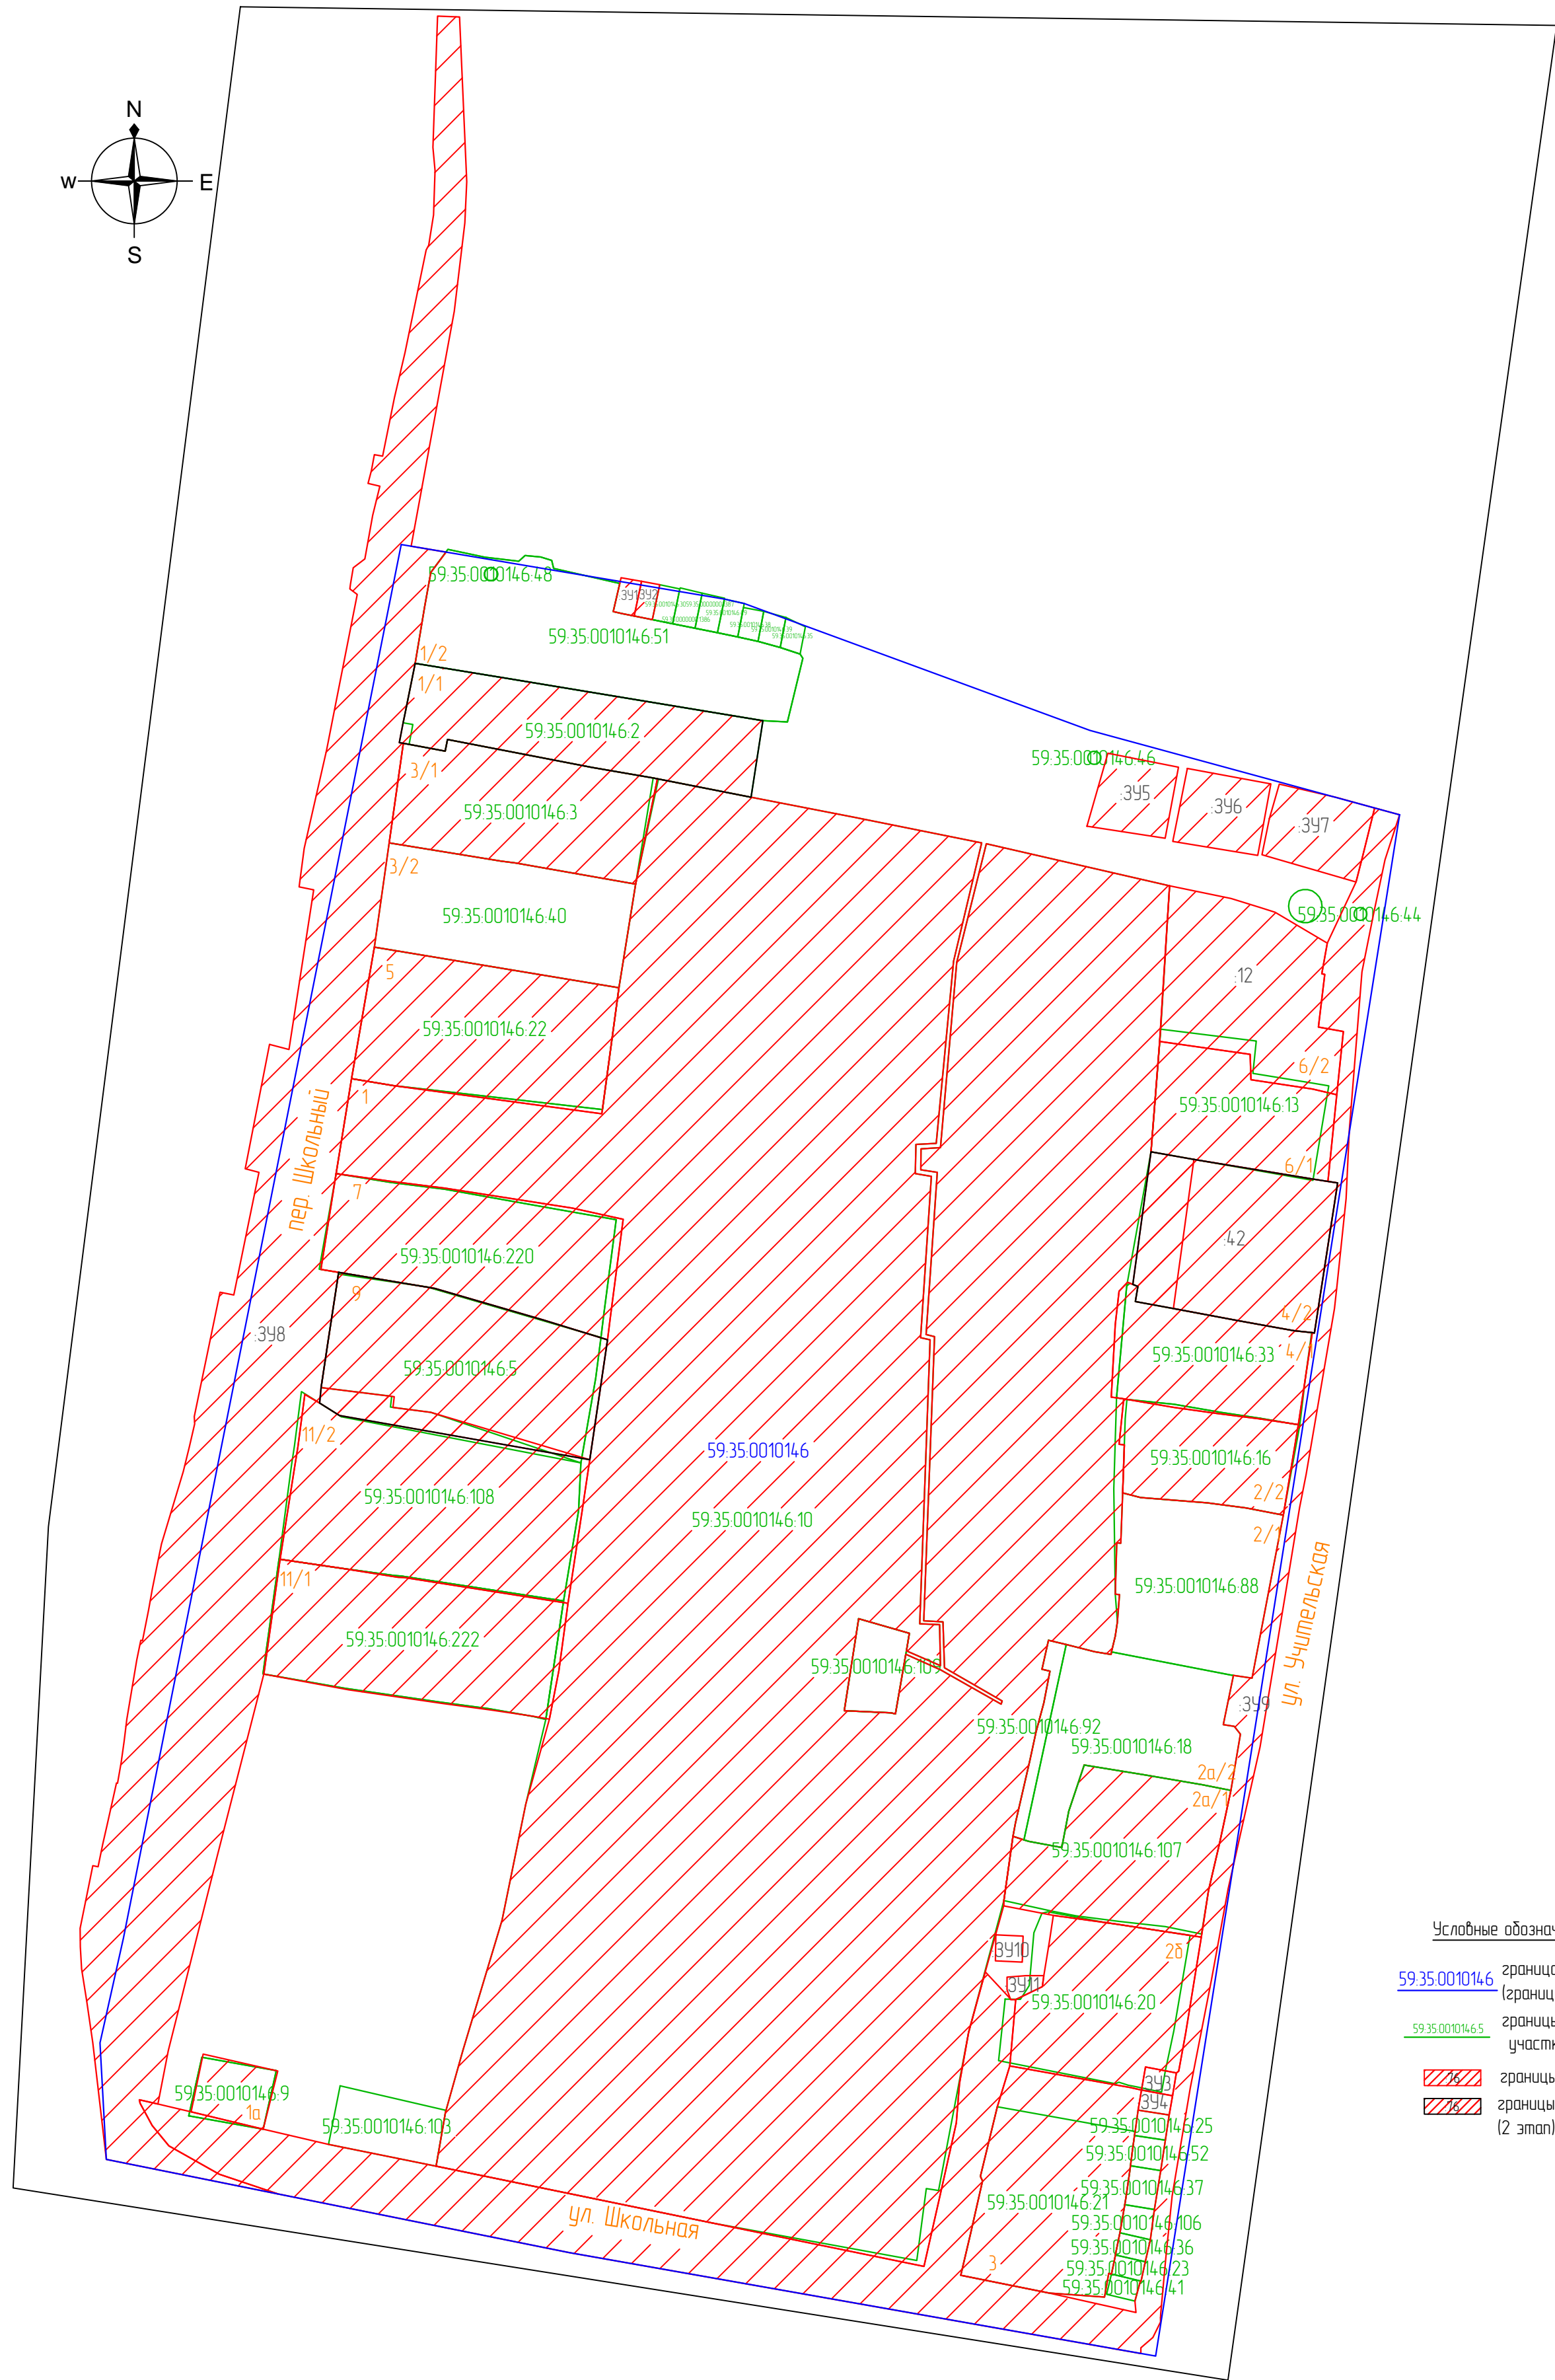 N
W
E
S
59:35:0010146:48
:ЗУ1
:ЗУ2
59:35:0010146:51
1/2
1/1
59:35:0010146:2
3/1
59:35:0010146:3
3/2
59:35:0010146:40
5
59:35:0010146:22
1
59:35:0010146:46
:ЗУ5
:ЗУ6
:ЗУ7
59:35:0010146:44
:12
6/2
59:35:0010146:13
6/1
:42
4/2
пер. Школьный
7
59:35:0010146:220
9
:ЗУ8
59:35:0010146:5
11/2
59:35:0010146:108
11/1
59:35:0010146:222
59:35:0010146
59:35:0010146:10
59:35:0010146:109
59:35:0010146:33
59:35:0010146:16
2/2
2/1
59:35:0010146:88
ул. Учительская
:ЗУ9
59:35:0010146:92
59:35:0010146:18
2а/2
2а/1
59:35:0010146:107
:ЗУ10
:ЗУ11
2б
59:35:0010146:20
:ЗУ3
:ЗУ4
59:35:0010146:25
59:35:0010146:52
59:35:0010146:37
59:35:0010146:21
59:35:0010146:106
59:35:0010146:36
59:35:0010146:23
59:35:0010146:41
3
59:35:0010146:9
1а
59:35:0010146:103
ул. Школьная
Условные обознач
59:35:0010146
граница
(границ
59:35:0010146:5
границы
участк
76
границы
76
границы
(2 этап)